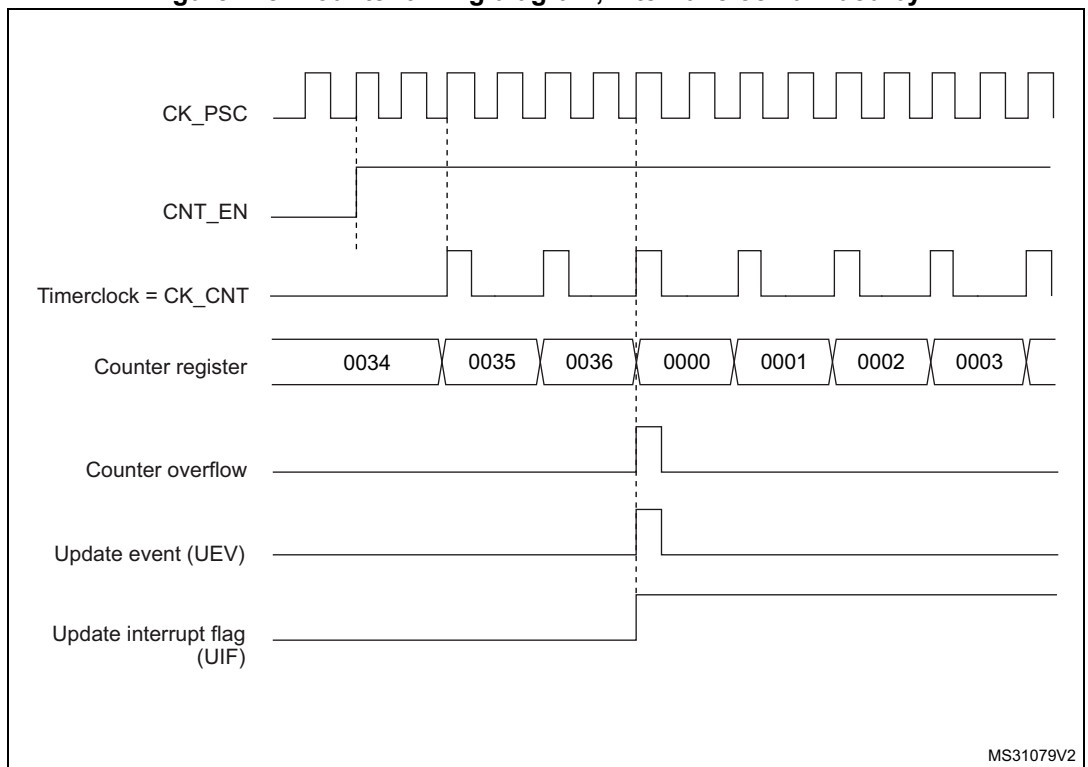 CK_PSC
CNT_EN
Timerclock = CK_CNT
Counter register
0034 0035 0036 0000 0001 0002 0003
Counter overflow
Update event (UEV)
Update interrupt flag
(UIF)
MS31079V2